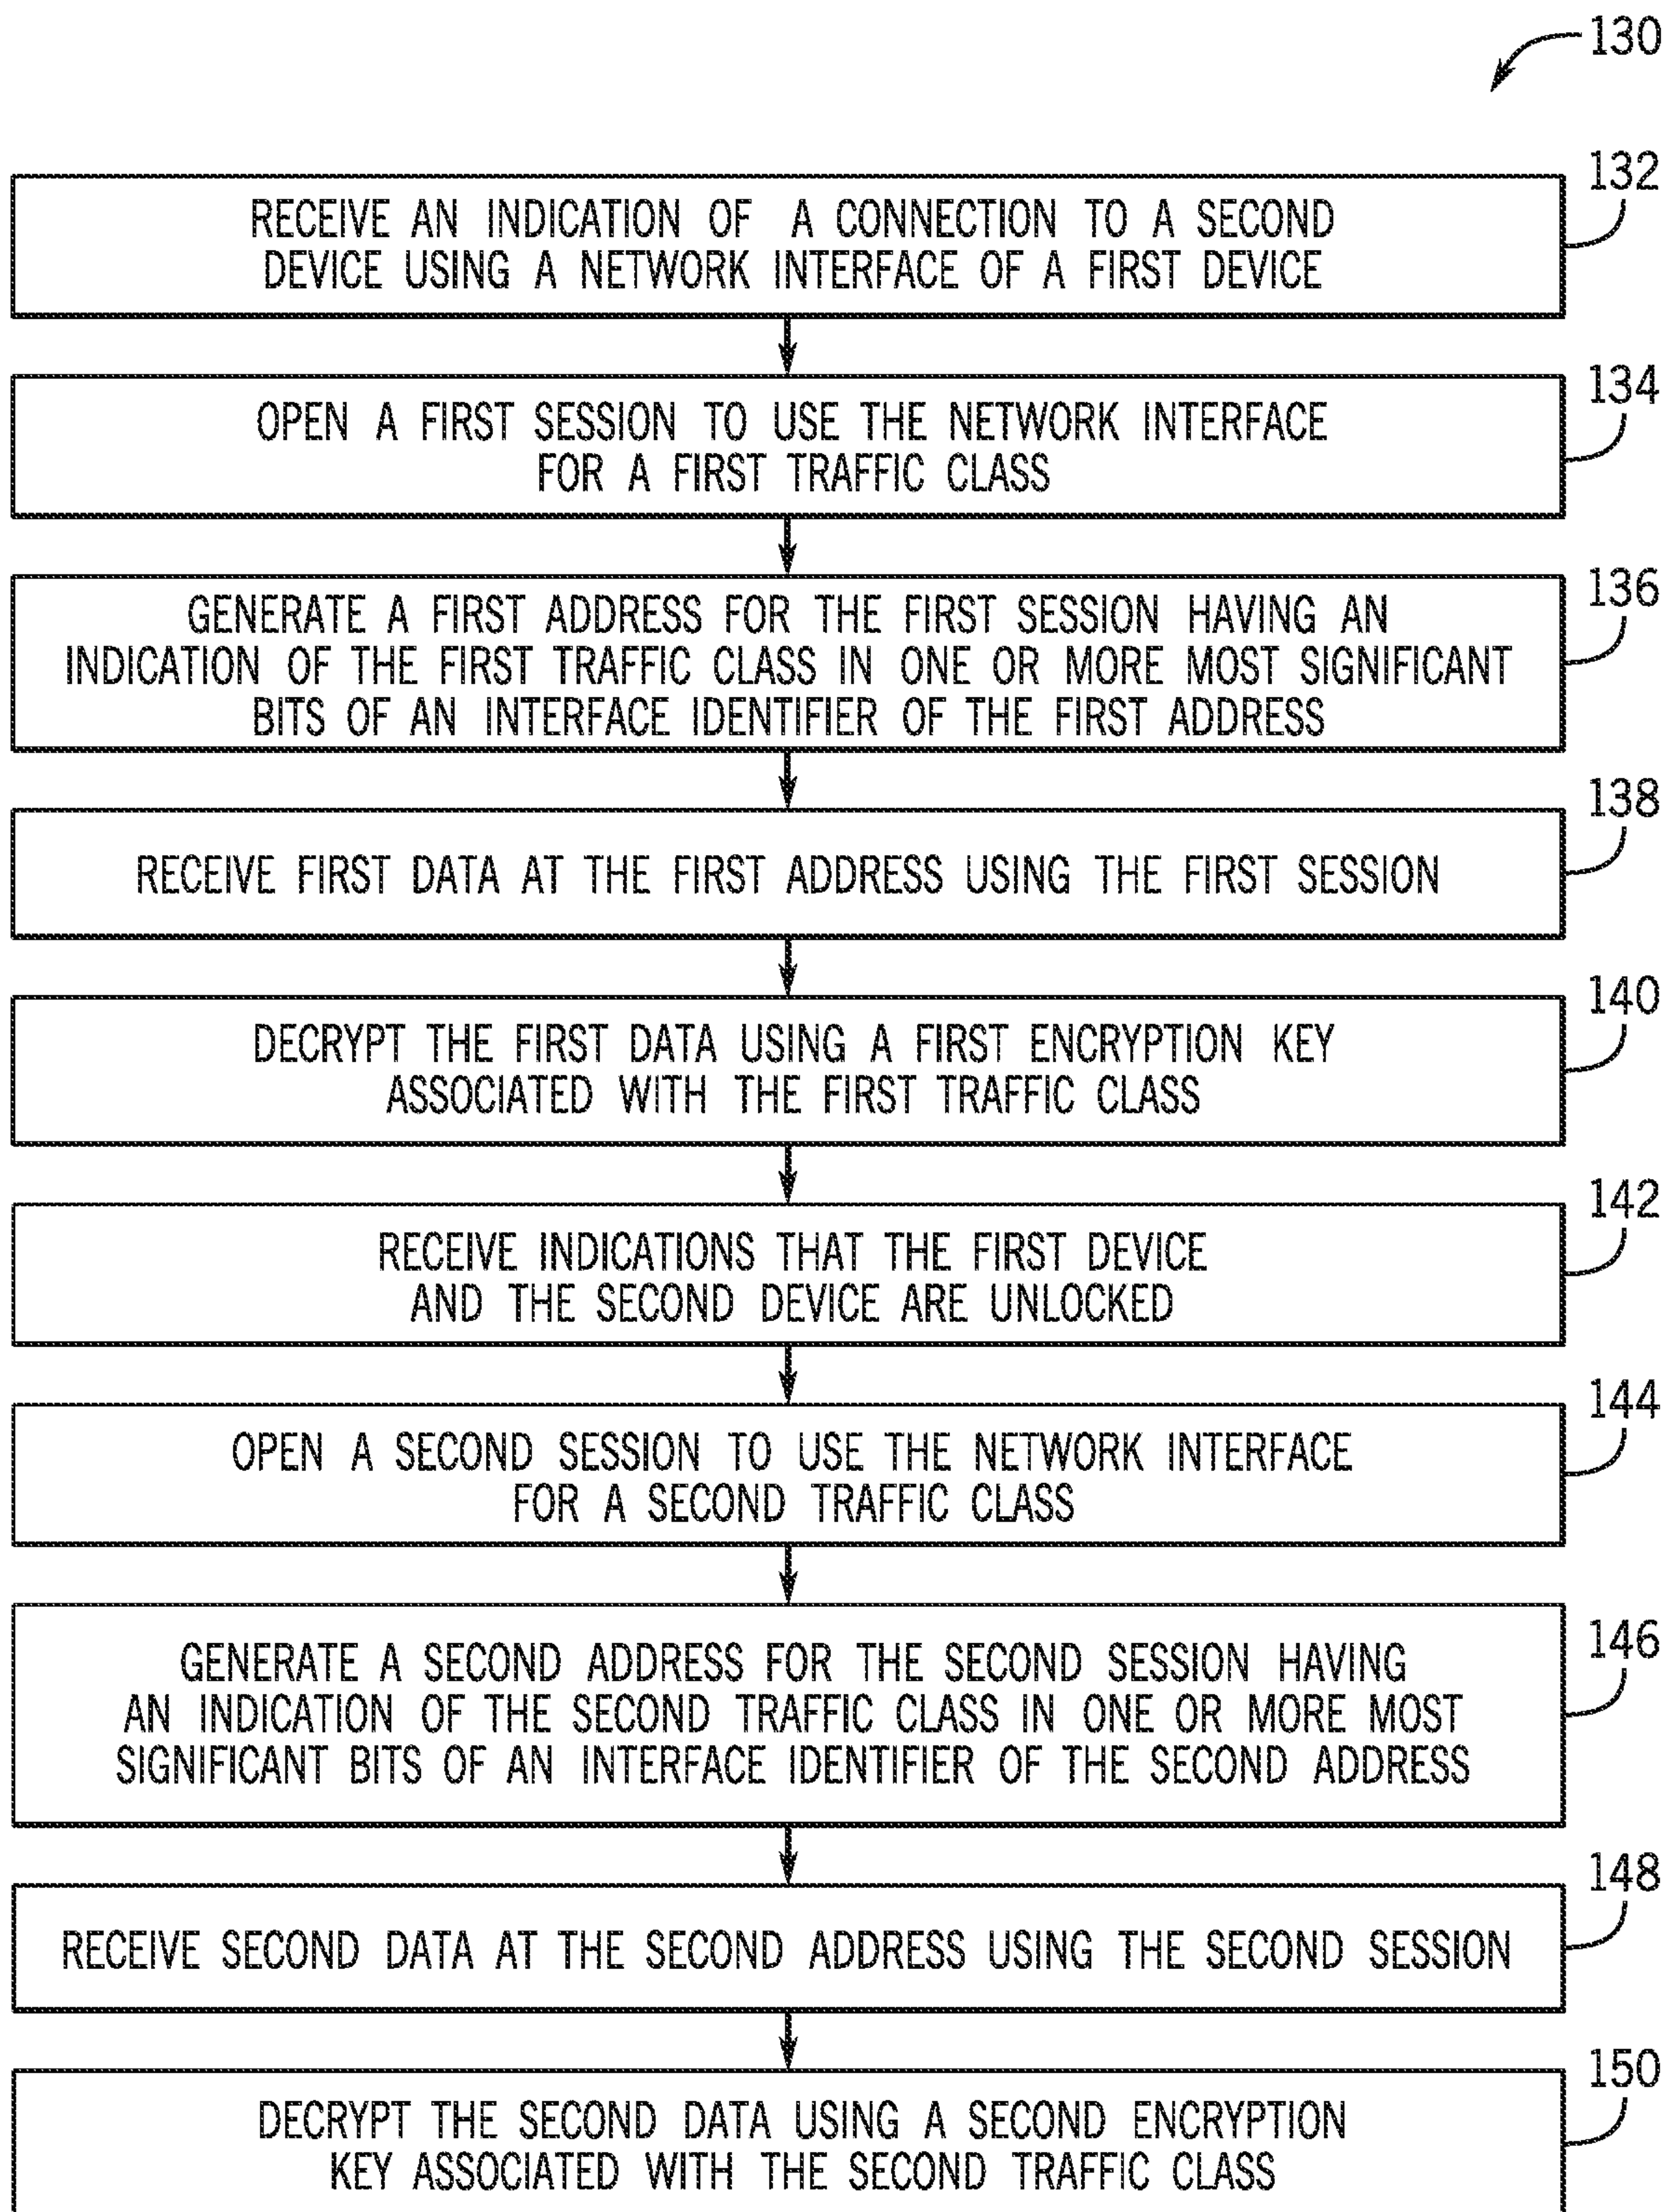 130
132
RECEIVE AN INDICATION OF A CONNECTION TO A SECOND
DEVICE USING A NETWORK INTERFACE OF A FIRST DEVICE
134
OPEN A FIRST SESSION TO USE THE NETWORK INTERFACE
FOR A FIRST TRAFFIC CLASS
136
GENERATE A FIRST ADDRESS FOR THE FIRST SESSION HAVING AN
INDICATION OF THE FIRST TRAFFIC CLASS IN ONE OR MORE MOST SIGNIFICANT
BITS OF AN INTERFACE IDENTIFIER OF THE FIRST ADDRESS
138
RECEIVE FIRST DATA AT THE FIRST ADDRESS USING THE FIRST SESSION
140
DECRYPT THE FIRST DATA USING A FIRST ENCRYPTION KEY
ASSOCIATED WITH THE FIRST TRAFFIC CLASS
142
RECEIVE INDICATIONS THAT THE FIRST DEVICE
AND THE SECOND DEVICE ARE UNLOCKED
144
OPEN A SECOND SESSION TO USE THE NETWORK INTERFACE
FOR A SECOND TRAFFIC CLASS
146
GENERATE A SECOND ADDRESS FOR THE SECOND SESSION HAVING
AN INDICATION OF THE SECOND TRAFFIC CLASS IN ONE OR MORE MOST
SIGNIFICANT BITS OF AN INTERFACE IDENTIFIER OF THE SECOND ADDRESS
148
RECEIVE SECOND DATA AT THE SECOND ADDRESS USING THE SECOND SESSION
150
DECRYPT THE SECOND DATA USING A SECOND ENCRYPTION
KEY ASSOCIATED WITH THE SECOND TRAFFIC CLASS